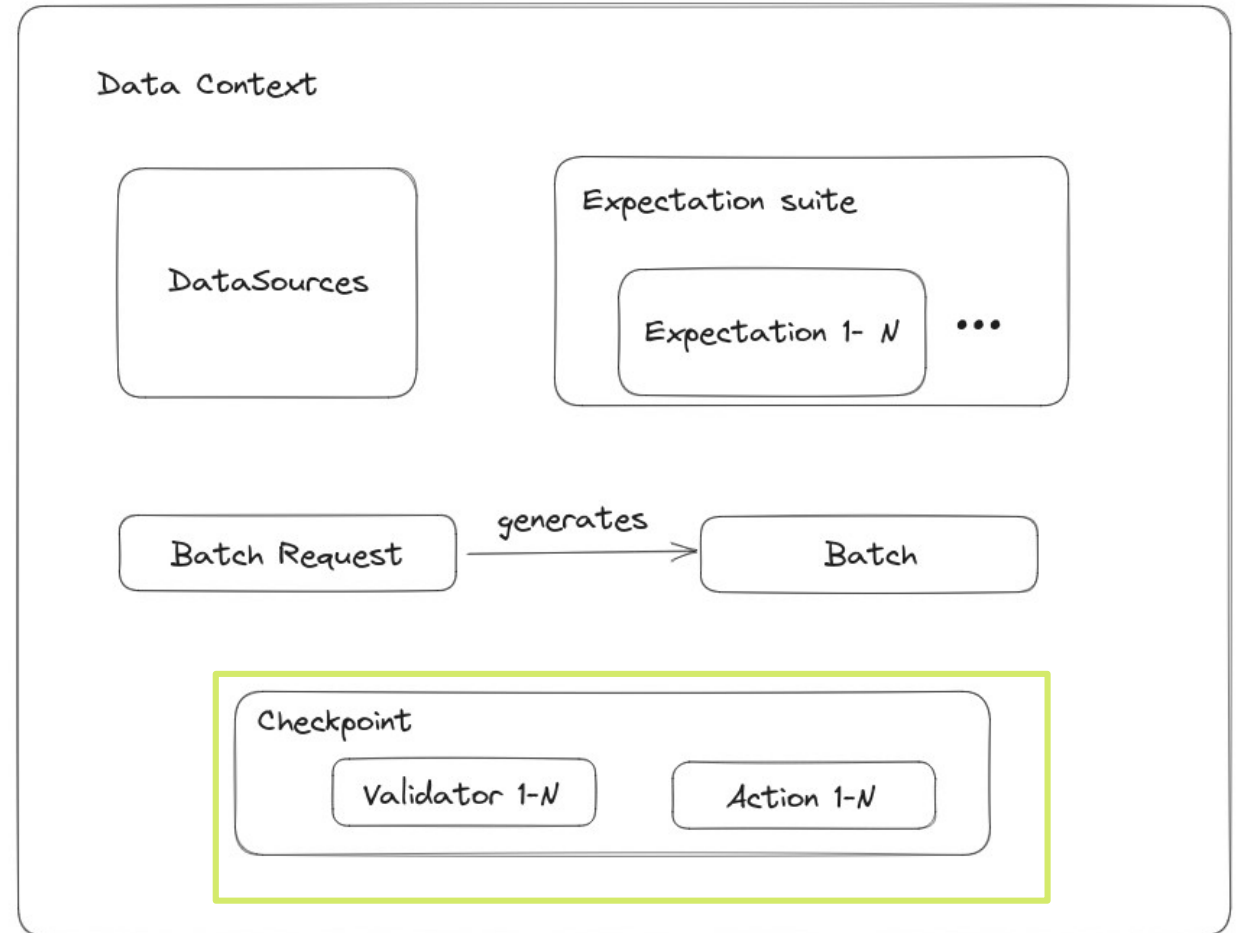 Data Context
DataSources
Expectation suite
Expectation 1- N
...
Batch Request
generates
Batch
Checkpoint
Validator 1-N
Action 1-N